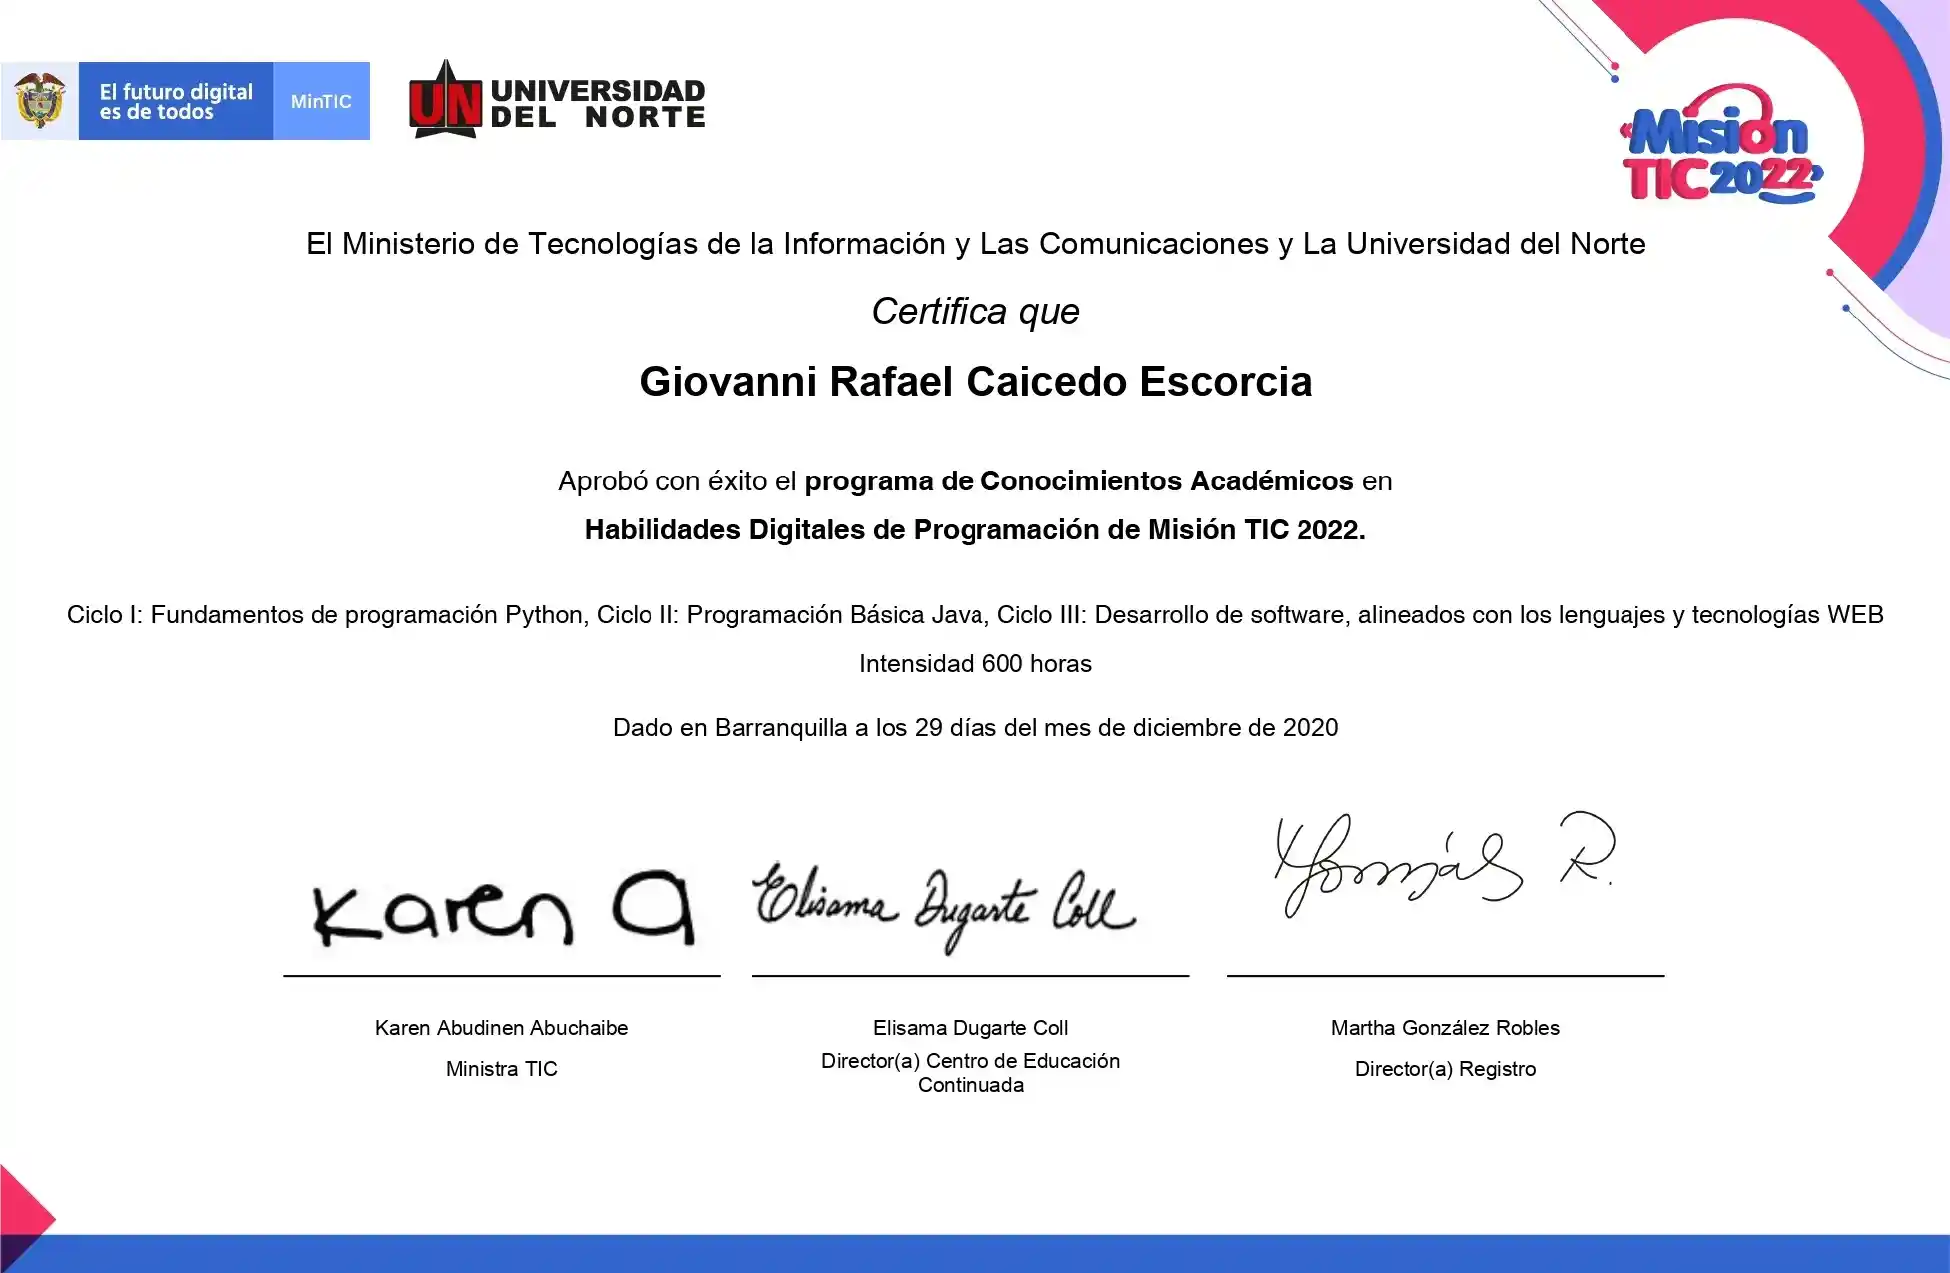 El futuro digital
es de todos
MinTIC
UN
UNIVERSIDAD
DEL NORTE
Misión
TIC 2022
El Ministerio de Tecnologías de la Información y Las Comunicaciones y La Universidad del Norte
Certifica que
Giovanni Rafael Caicedo Escorcia
Aprobó con éxito el programa de Conocimientos Académicos en
Habilidades Digitales de Programación de Misión TIC 2022.
Ciclo I: Fundamentos de programación Python, Ciclo II: Programación Básica Java, Ciclo III: Desarrollo de software, alineados con los lenguajes y tecnologías WEB
Intensidad 600 horas
Dado en Barranquilla a los 29 días del mes de diciembre de 2020
Karen A
Elisama Dugarte Coll
González R.
Karen Abudinen Abuchaibe
Ministra TIC
Elisama Dugarte Coll
Director(a) Centro de Educación
Continuada
Martha González Robles
Director(a) Registro